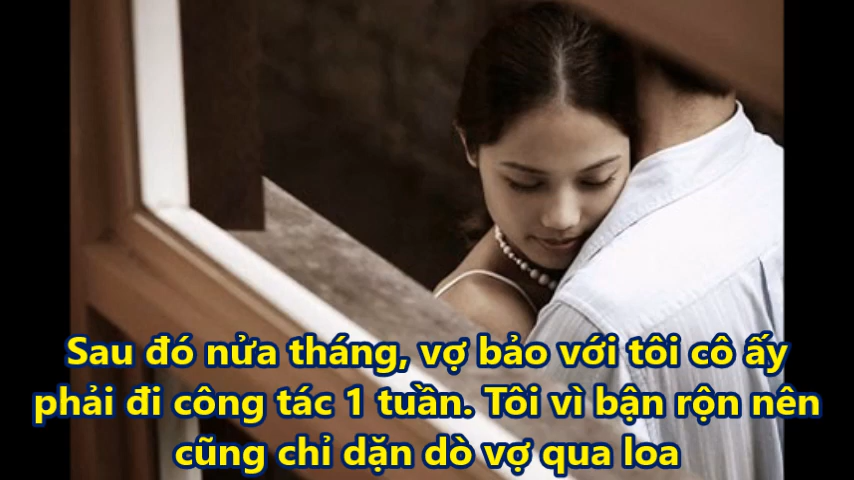 Sau đó nửa tháng, vợ bảo với tôi cô ấy
phải đi công tác 1 tuần. Tôi vì bận rộn nên
cũng chỉ dặn dò vợ qua loa